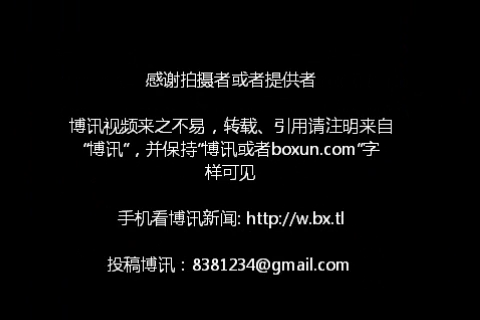 感谢拍摄者或者提供者
博讯视频来之不易，转载、引用请注明来自
“博讯”，并保持“博讯或者boxun.com”字
样可见
手机看博讯新闻: http://w.bx.tl
投稿博讯：8381234@gmail.com